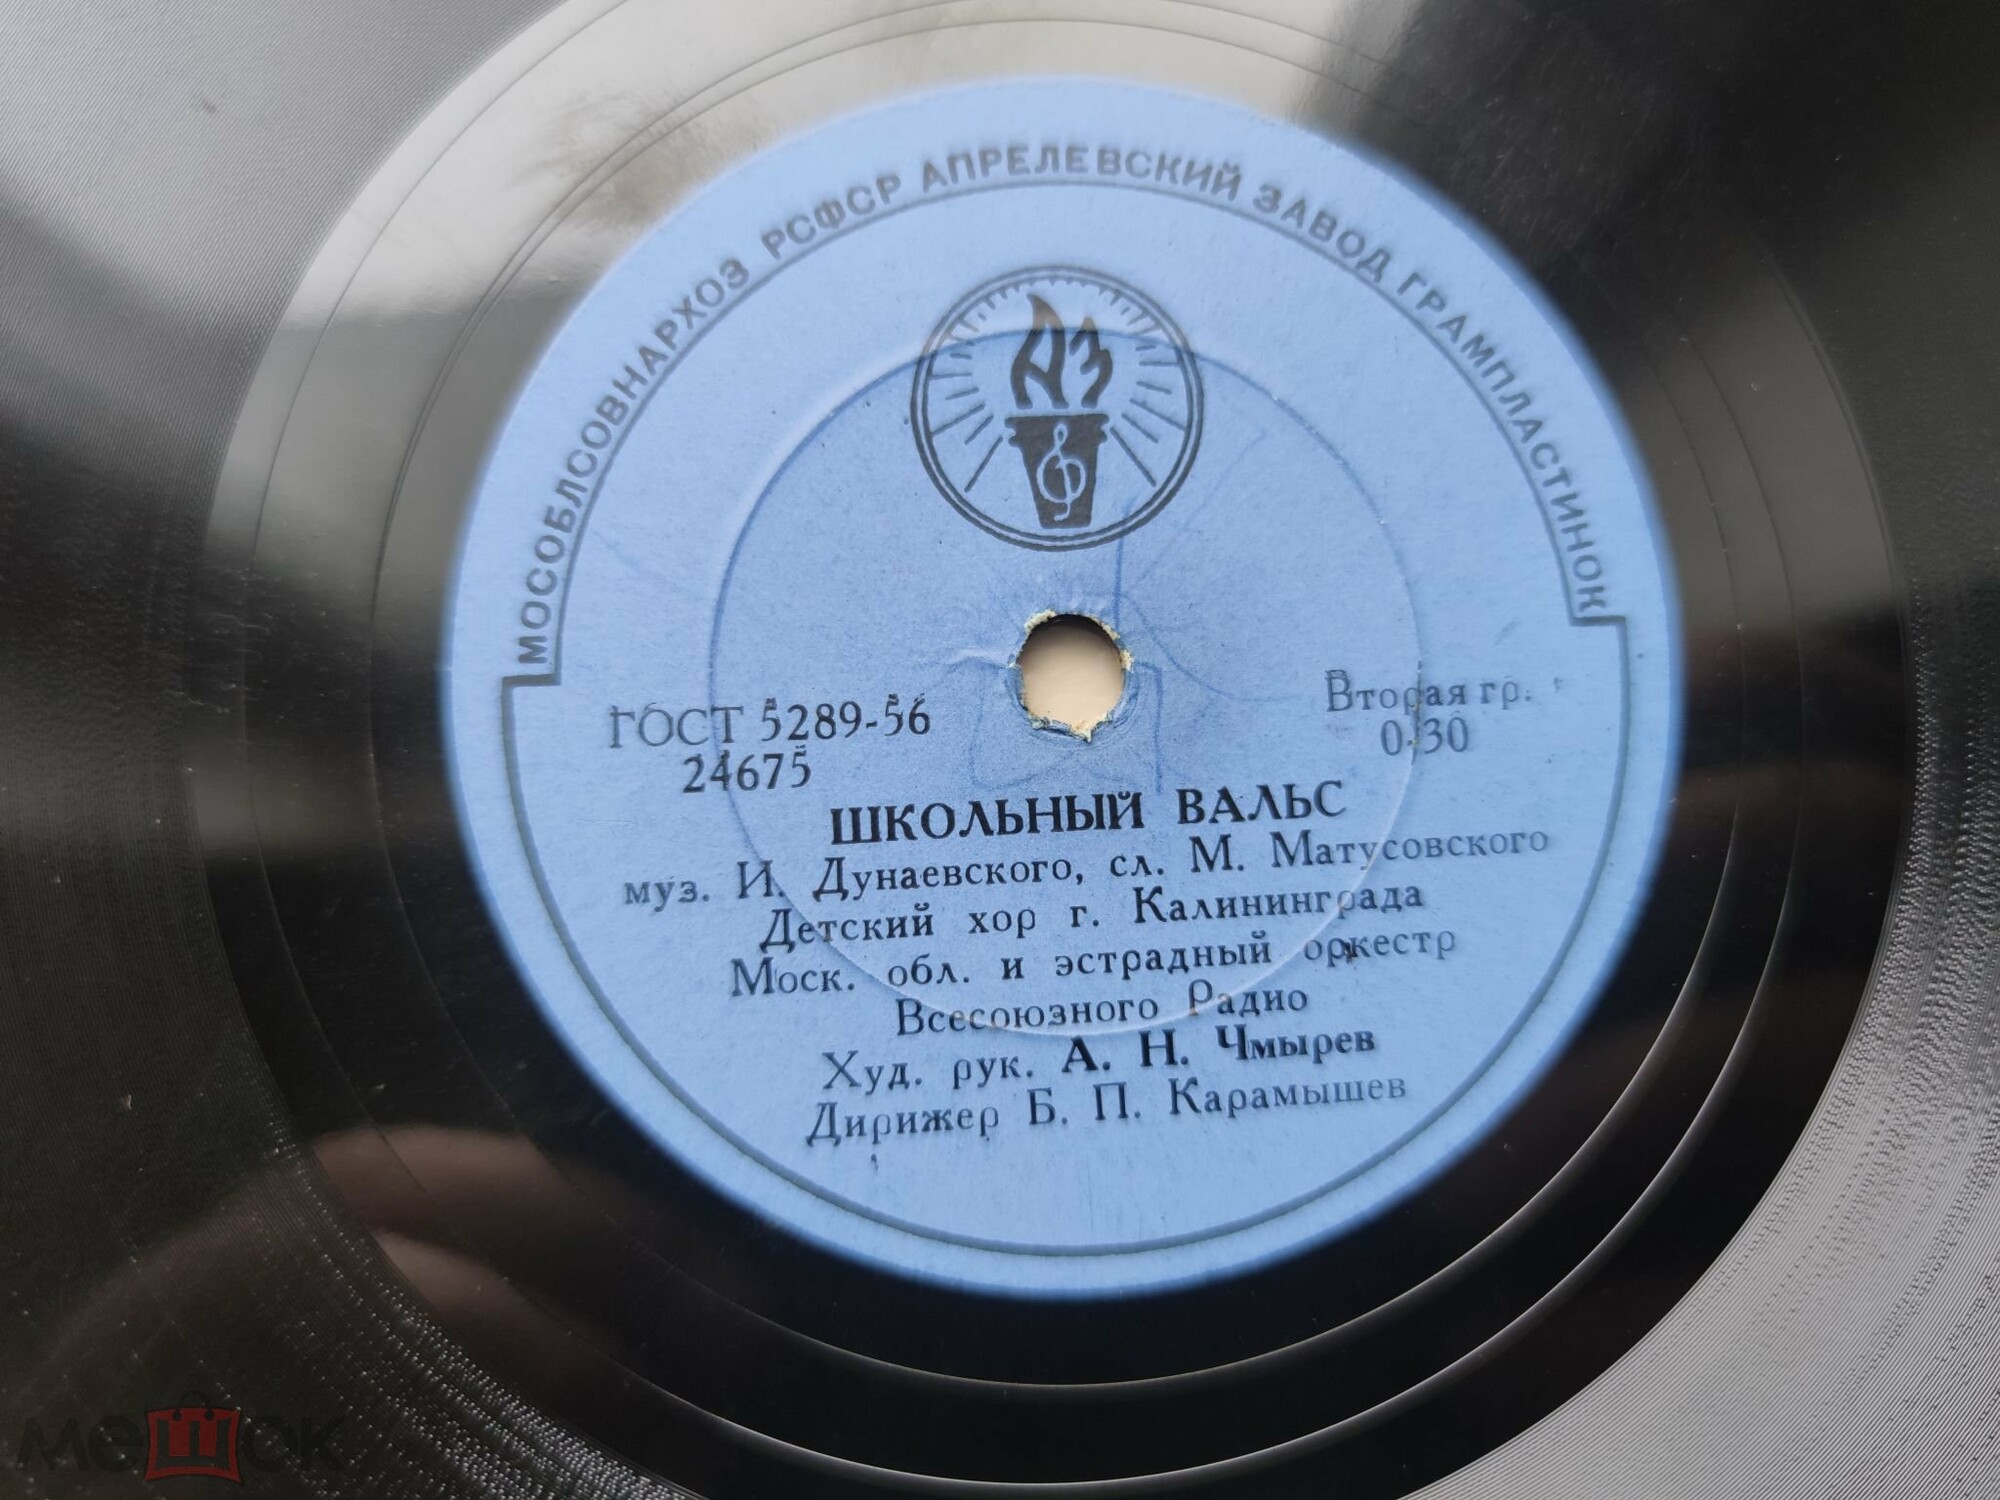 МОСОБЛСОВНАРХОЗ РСФСР АПРЕЛЕВСКИЙ ЗАВОД ГРАМПЛАСТИНОК
АЗ
ГОСТ 5289-56
24675
Вторая гр.
0-30
ШКОЛЬНЫЙ ВАЛЬС
муз. И. Дунаевского, сл. М. Матусовского
Детский хор г. Калининграда
Моск. обл. и эстрадный оркестр
Всесоюзного Радио
Худ. рук. А. Н. Чмырев
Дирижер Б. П. Карамышев
мешок